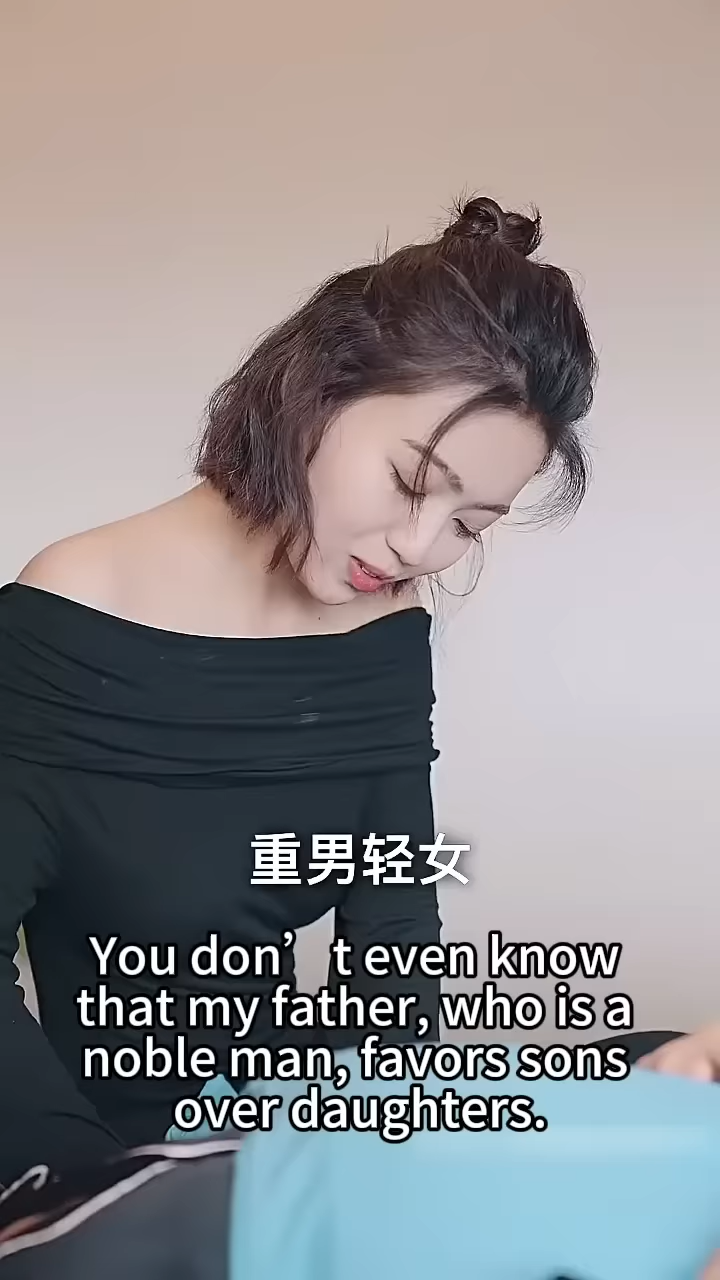 重男轻女
You don’t even know
that my father, who is a
noble man, favors sons
over daughters.